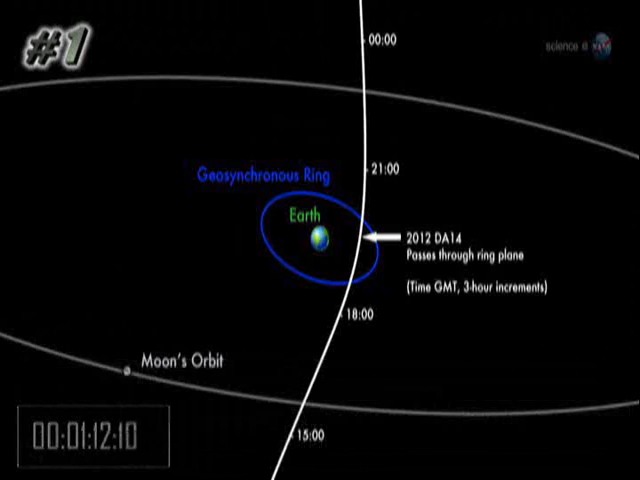 #1
00:00
science @ NASA
21:00
Geosynchronous Ring
Earth
2012 DA14
Passes through ring plane
(Time GMT, 3-hour increments)
18:00
Moon's Orbit
00:01:12:10
15:00